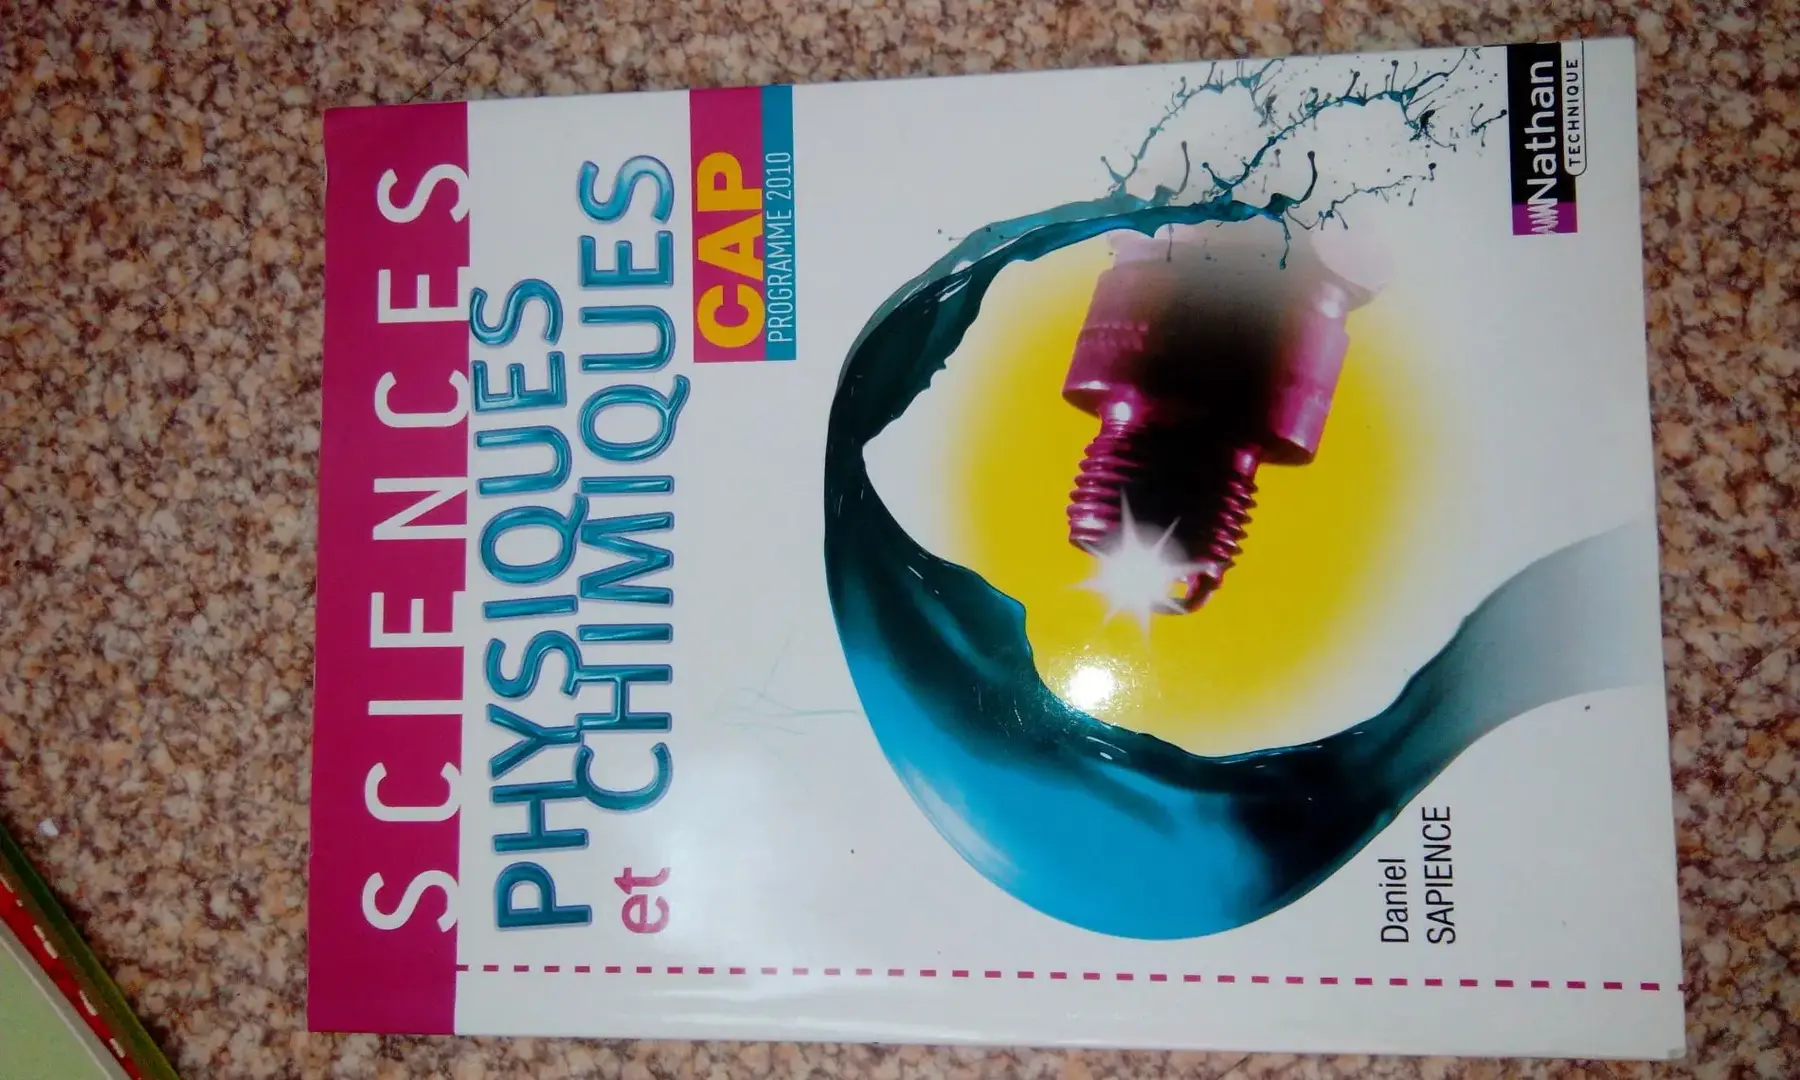 SCIENCES
PHYSIQUES
et CHIMIQUES
CAP
PROGRAMME 2010
Daniel
SAPIENCE
Nathan
TECHNIQUE